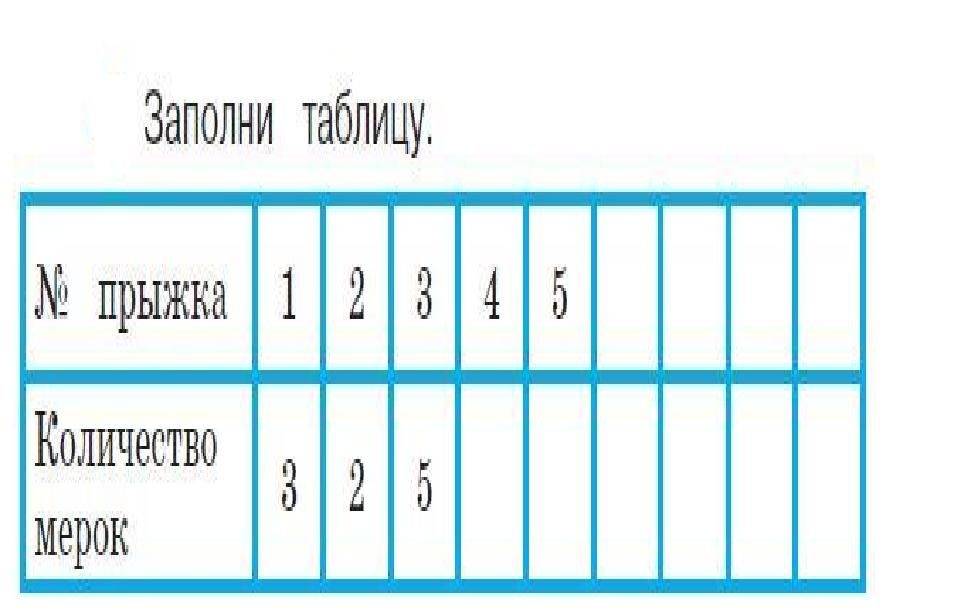 Заполни таблицу.
№ прыжка 1 2 3 4 5
Количество
мерок 3 2 5